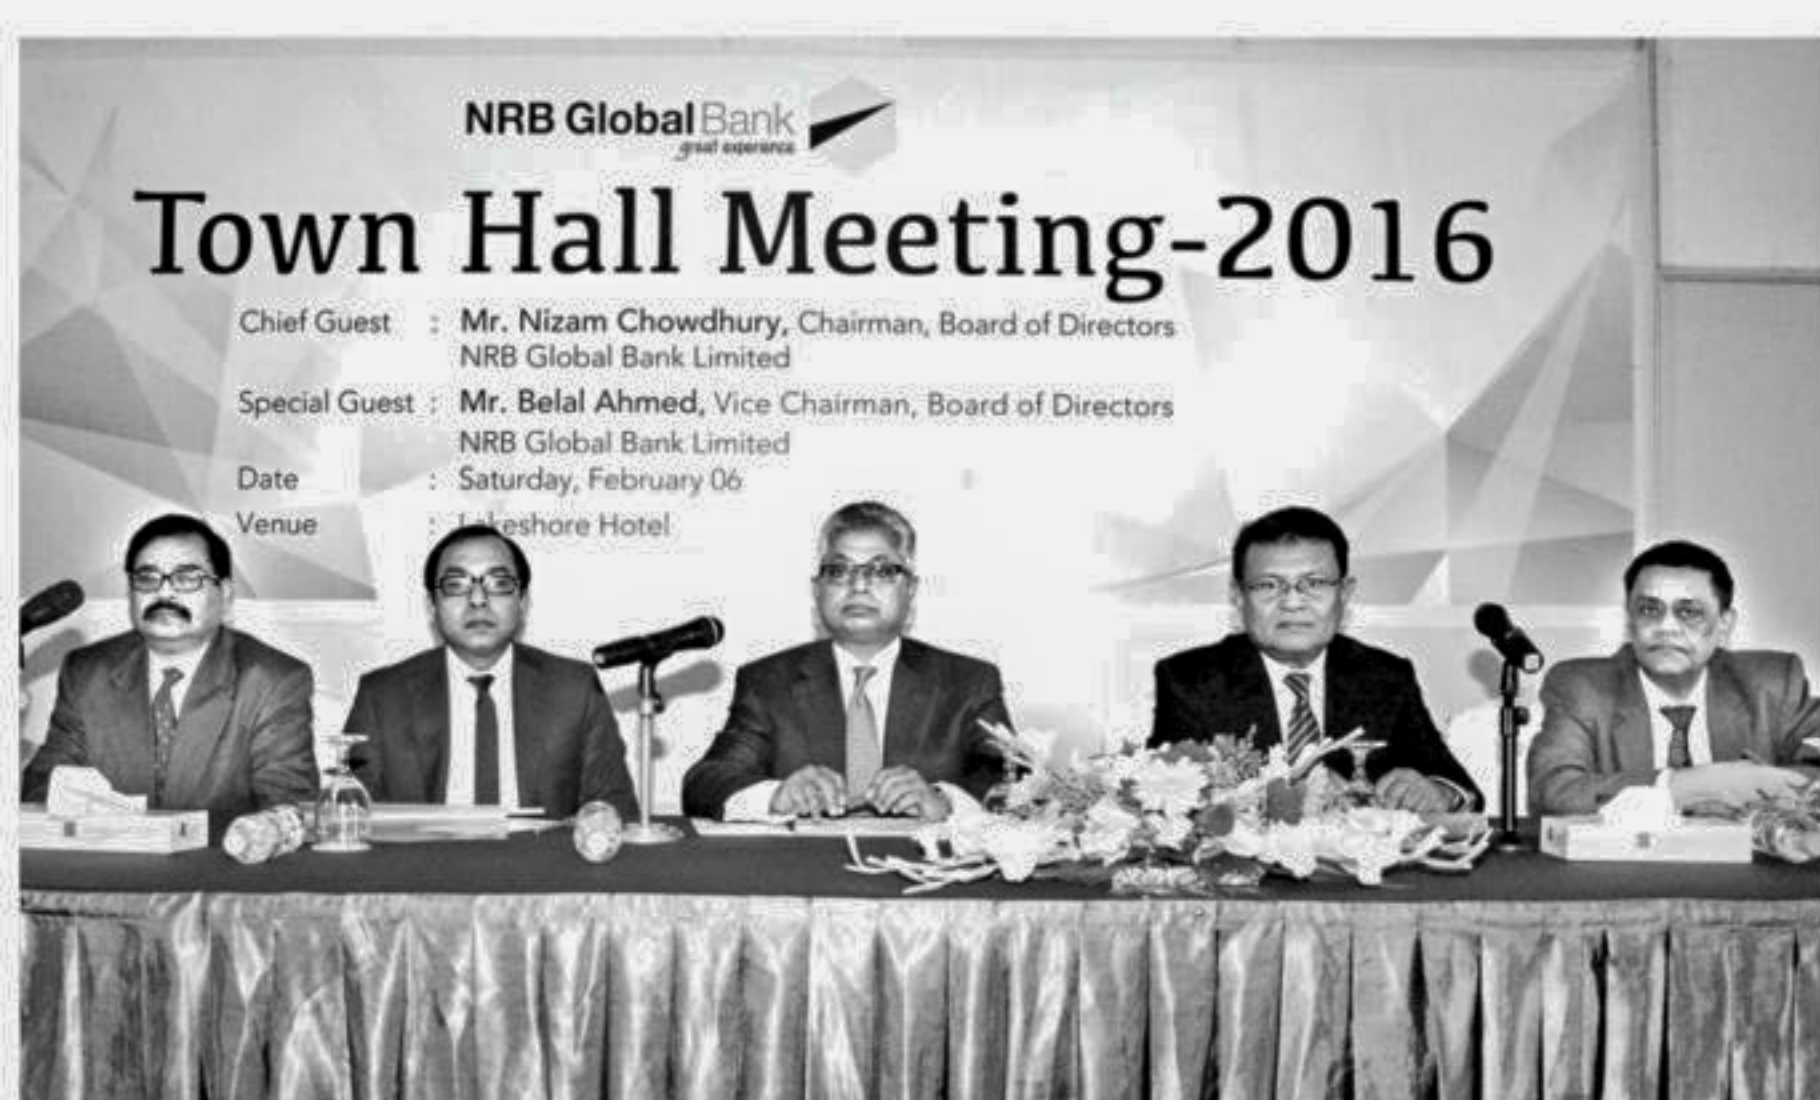 NRB Global Bank
great experience
Town Hall Meeting-2016
Chief Guest : Mr. Nizam Chowdhury, Chairman, Board of Directors
NRB Global Bank Limited
Special Guest : Mr. Belal Ahmed, Vice Chairman, Board of Directors
NRB Global Bank Limited
Date : Saturday, February 06
Venue : Lakeshore Hotel